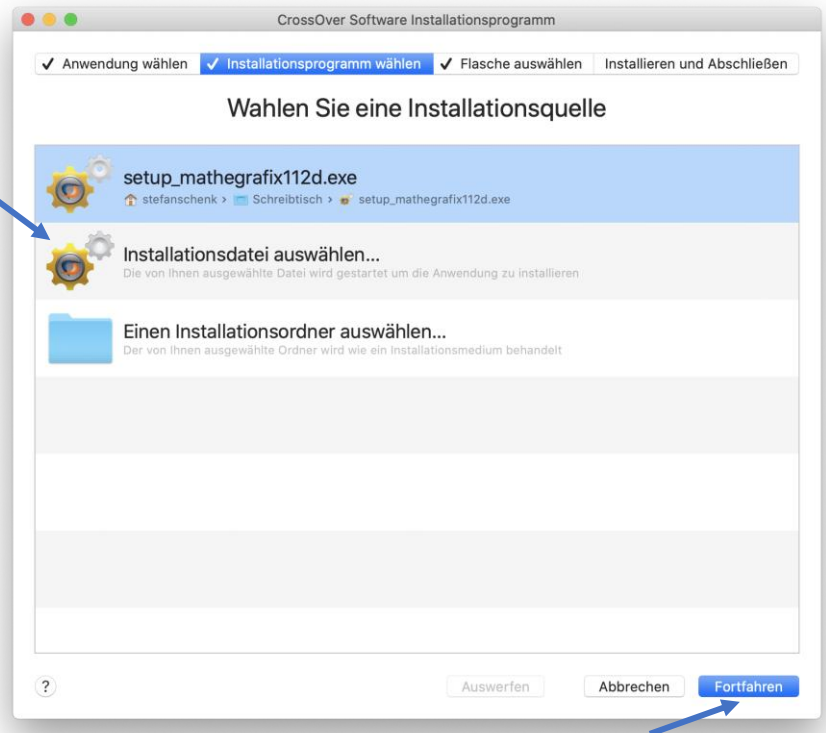 CrossOver Software Installationsprogramm
✓ Anwendung wählen ✓ Installationsprogramm wählen ✓ Flasche auswählen Installieren und Abschließen
Wahlen Sie eine Installationsquelle
setup_mathegrafix112d.exe
stefanschenk › Schreibtisch › setup_mathegrafix112d.exe
Installationsdatei auswählen...
Die von Ihnen ausgewählte Datei wird gestartet um die Anwendung zu installieren
Einen Installationsordner auswählen...
Der von Ihnen ausgewählte Ordner wird wie ein Installationsmedium behandelt
? Auswerfen Abbrechen Fortfahren